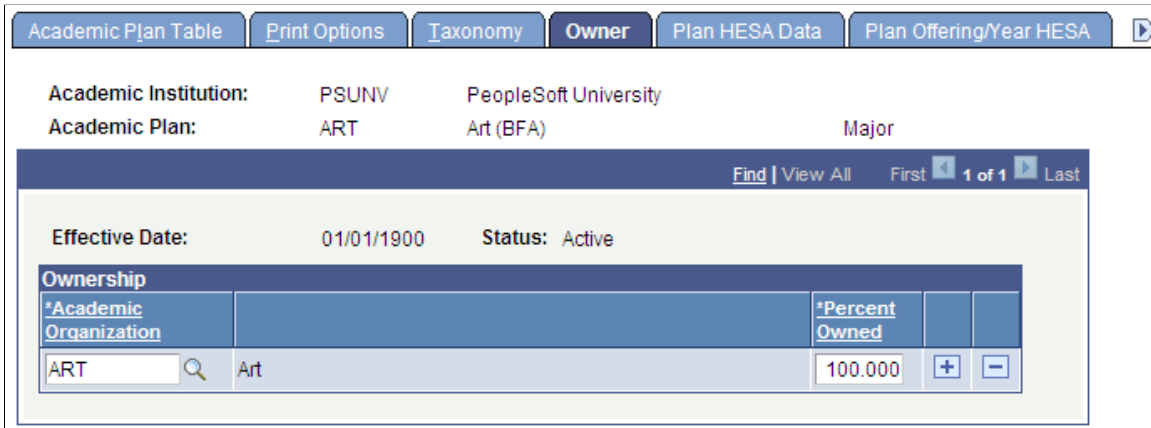 Academic Plan Table Print Options Taxonomy Owner Plan HESA Data Plan Offering/Year HESA
Academic Institution: PSUNV PeopleSoft University
Academic Plan: ART Art (BFA) Major
Find | View All First 1 of 1 Last
Effective Date: 01/01/1900 Status: Active
Ownership
*Academic Organization *Percent Owned
ART Art 100.000